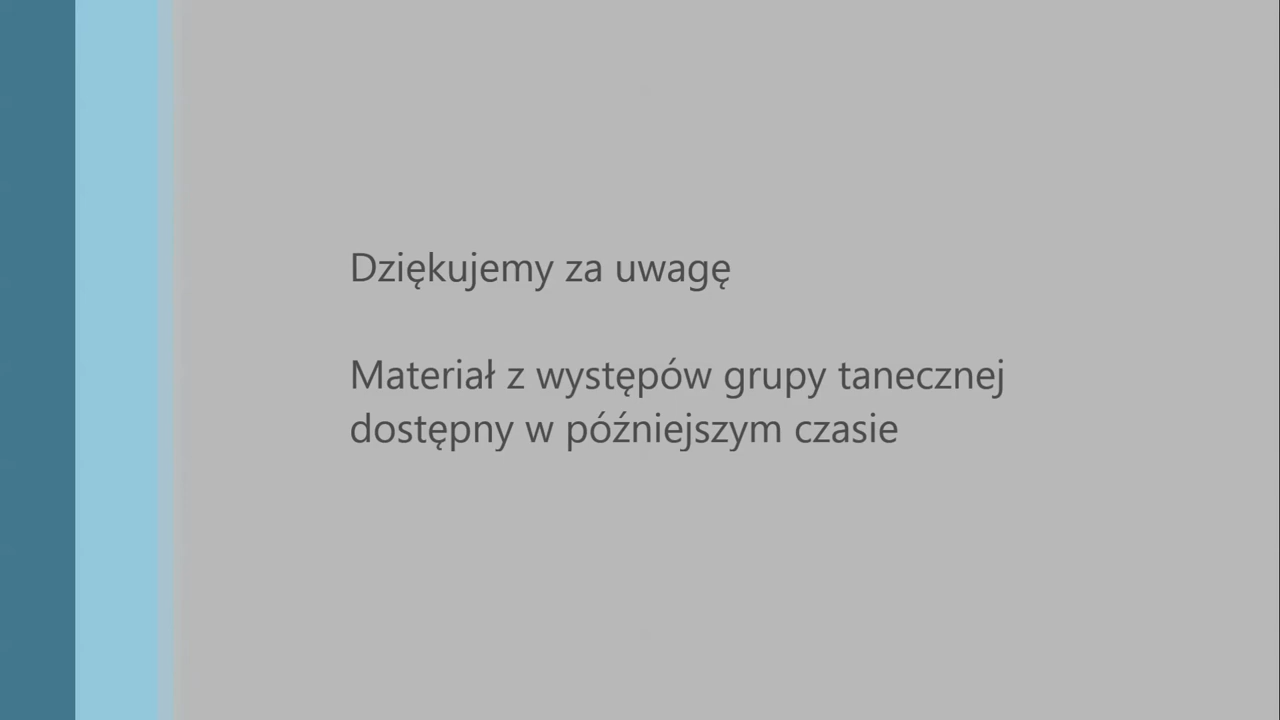 Dziękujemy za uwagę
Materiał z występów grupy tanecznej
dostępny w późniejszym czasie